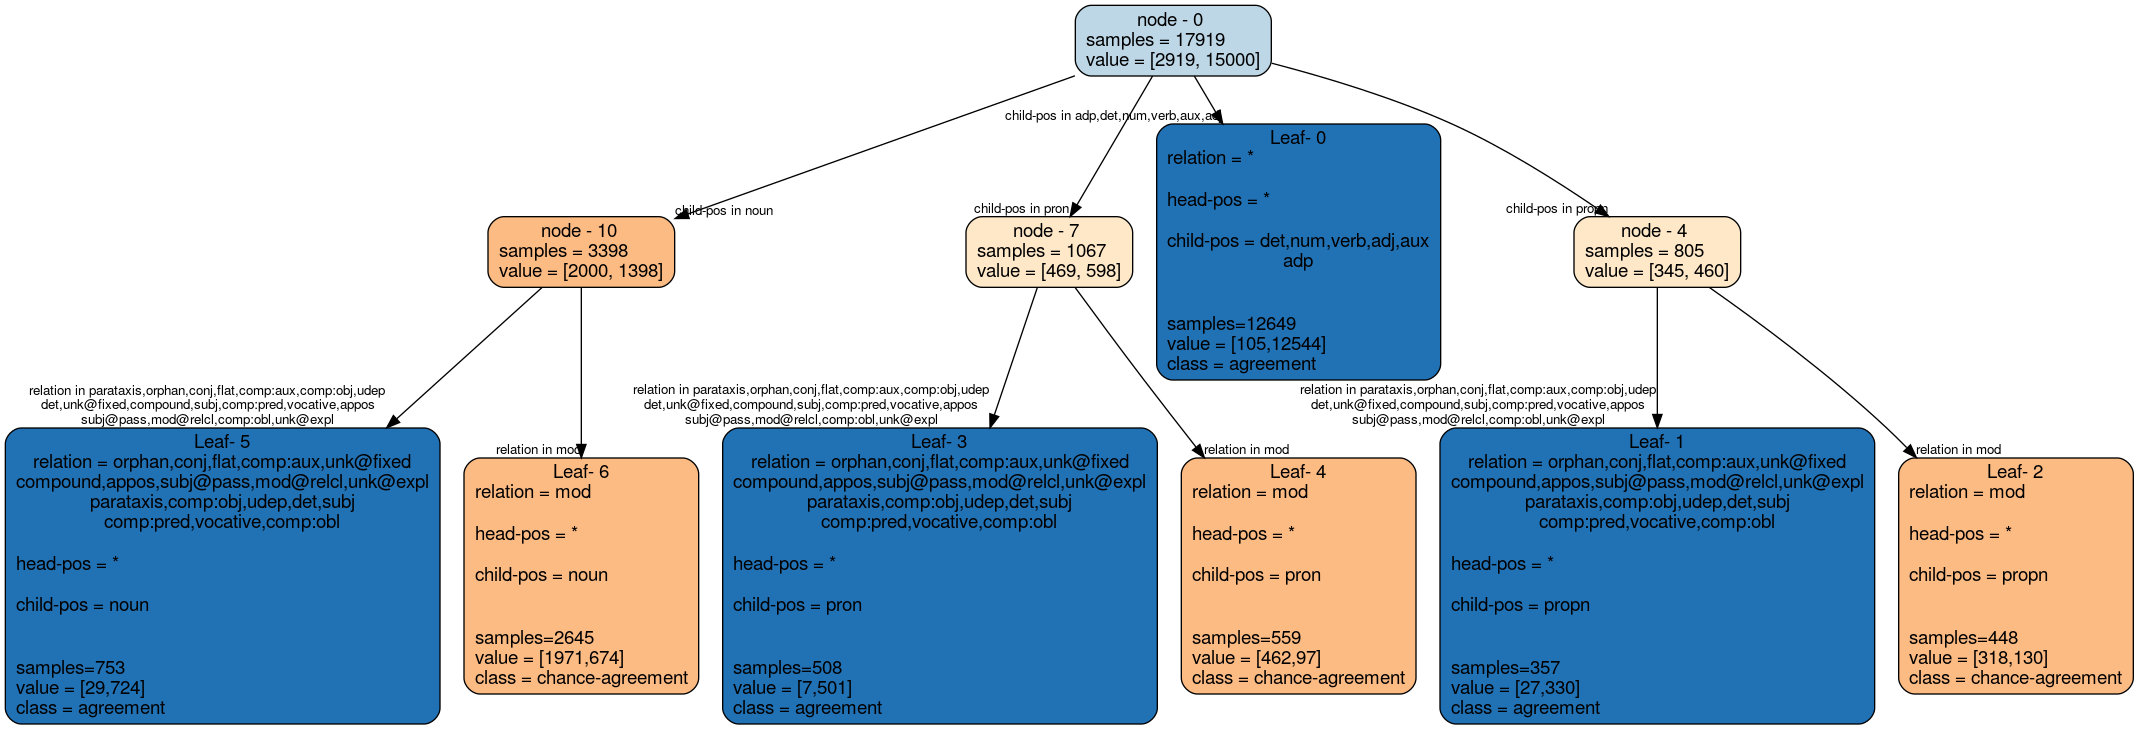 node - 0
samples = 17919
value = [2919, 15000]
child-pos in adp,det,num,verb,aux,adj
child-pos in noun
child-pos in pron
child-pos in propn
Leaf- 0
relation = *
head-pos = *
child-pos = det,num,verb,adj,aux
adp
samples=12649
value = [105,12544]
class = agreement
node - 10
samples = 3398
value = [2000, 1398]
node - 7
samples = 1067
value = [469, 598]
node - 4
samples = 805
value = [345, 460]
relation in parataxis,orphan,conj,flat,comp:aux,comp:obj,udep
det,unk@fixed,compound,subj,comp:pred,vocative,appos
subj@pass,mod@relcl,comp:obl,unk@expl
relation in mod
relation in parataxis,orphan,conj,flat,comp:aux,comp:obj,udep
det,unk@fixed,compound,subj,comp:pred,vocative,appos
subj@pass,mod@relcl,comp:obl,unk@expl
relation in mod
relation in parataxis,orphan,conj,flat,comp:aux,comp:obj,udep
det,unk@fixed,compound,subj,comp:pred,vocative,appos
subj@pass,mod@relcl,comp:obl,unk@expl
relation in mod
Leaf- 5
relation = orphan,conj,flat,comp:aux,unk@fixed
compound,appos,subj@pass,mod@relcl,unk@expl
parataxis,comp:obj,udep,det,subj
comp:pred,vocative,comp:obl
head-pos = *
child-pos = noun
samples=753
value = [29,724]
class = agreement
Leaf- 6
relation = mod
head-pos = *
child-pos = noun
samples=2645
value = [1971,674]
class = chance-agreement
Leaf- 3
relation = orphan,conj,flat,comp:aux,unk@fixed
compound,appos,subj@pass,mod@relcl,unk@expl
parataxis,comp:obj,udep,det,subj
comp:pred,vocative,comp:obl
head-pos = *
child-pos = pron
samples=508
value = [7,501]
class = agreement
Leaf- 4
relation = mod
head-pos = *
child-pos = pron
samples=559
value = [462,97]
class = chance-agreement
Leaf- 1
relation = orphan,conj,flat,comp:aux,unk@fixed
compound,appos,subj@pass,mod@relcl,unk@expl
parataxis,comp:obj,udep,det,subj
comp:pred,vocative,comp:obl
head-pos = *
child-pos = propn
samples=357
value = [27,330]
class = agreement
Leaf- 2
relation = mod
head-pos = *
child-pos = propn
samples=448
value = [318,130]
class = chance-agreement